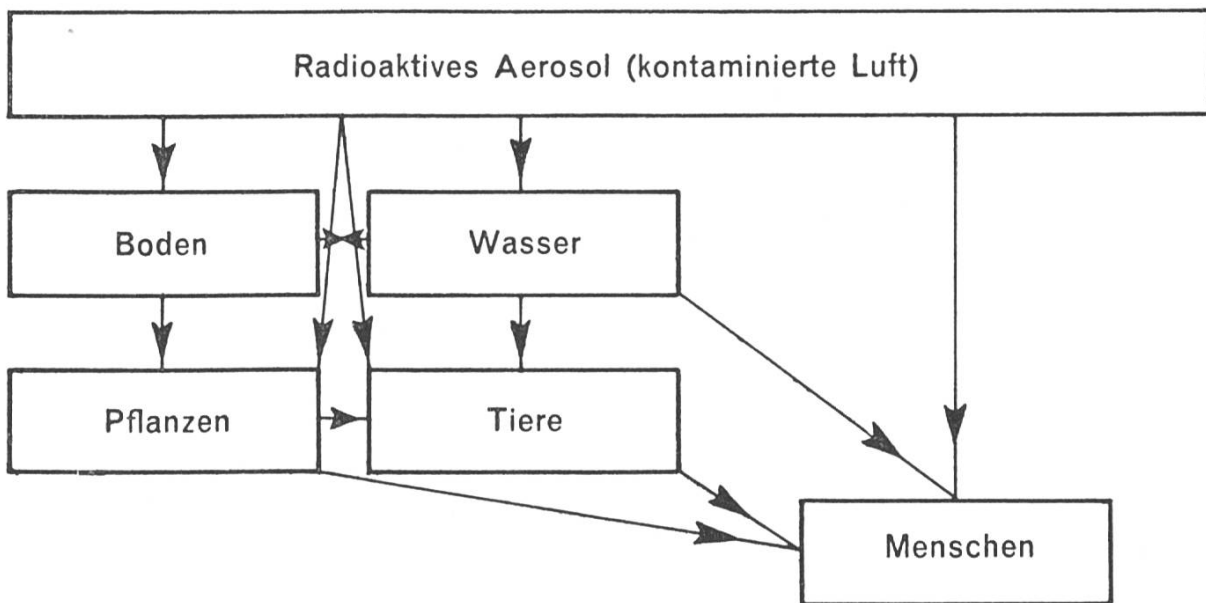 Radioaktives Aerosol (kontaminierte Luft)
Boden
Wasser
Pflanzen
Tiere
Menschen